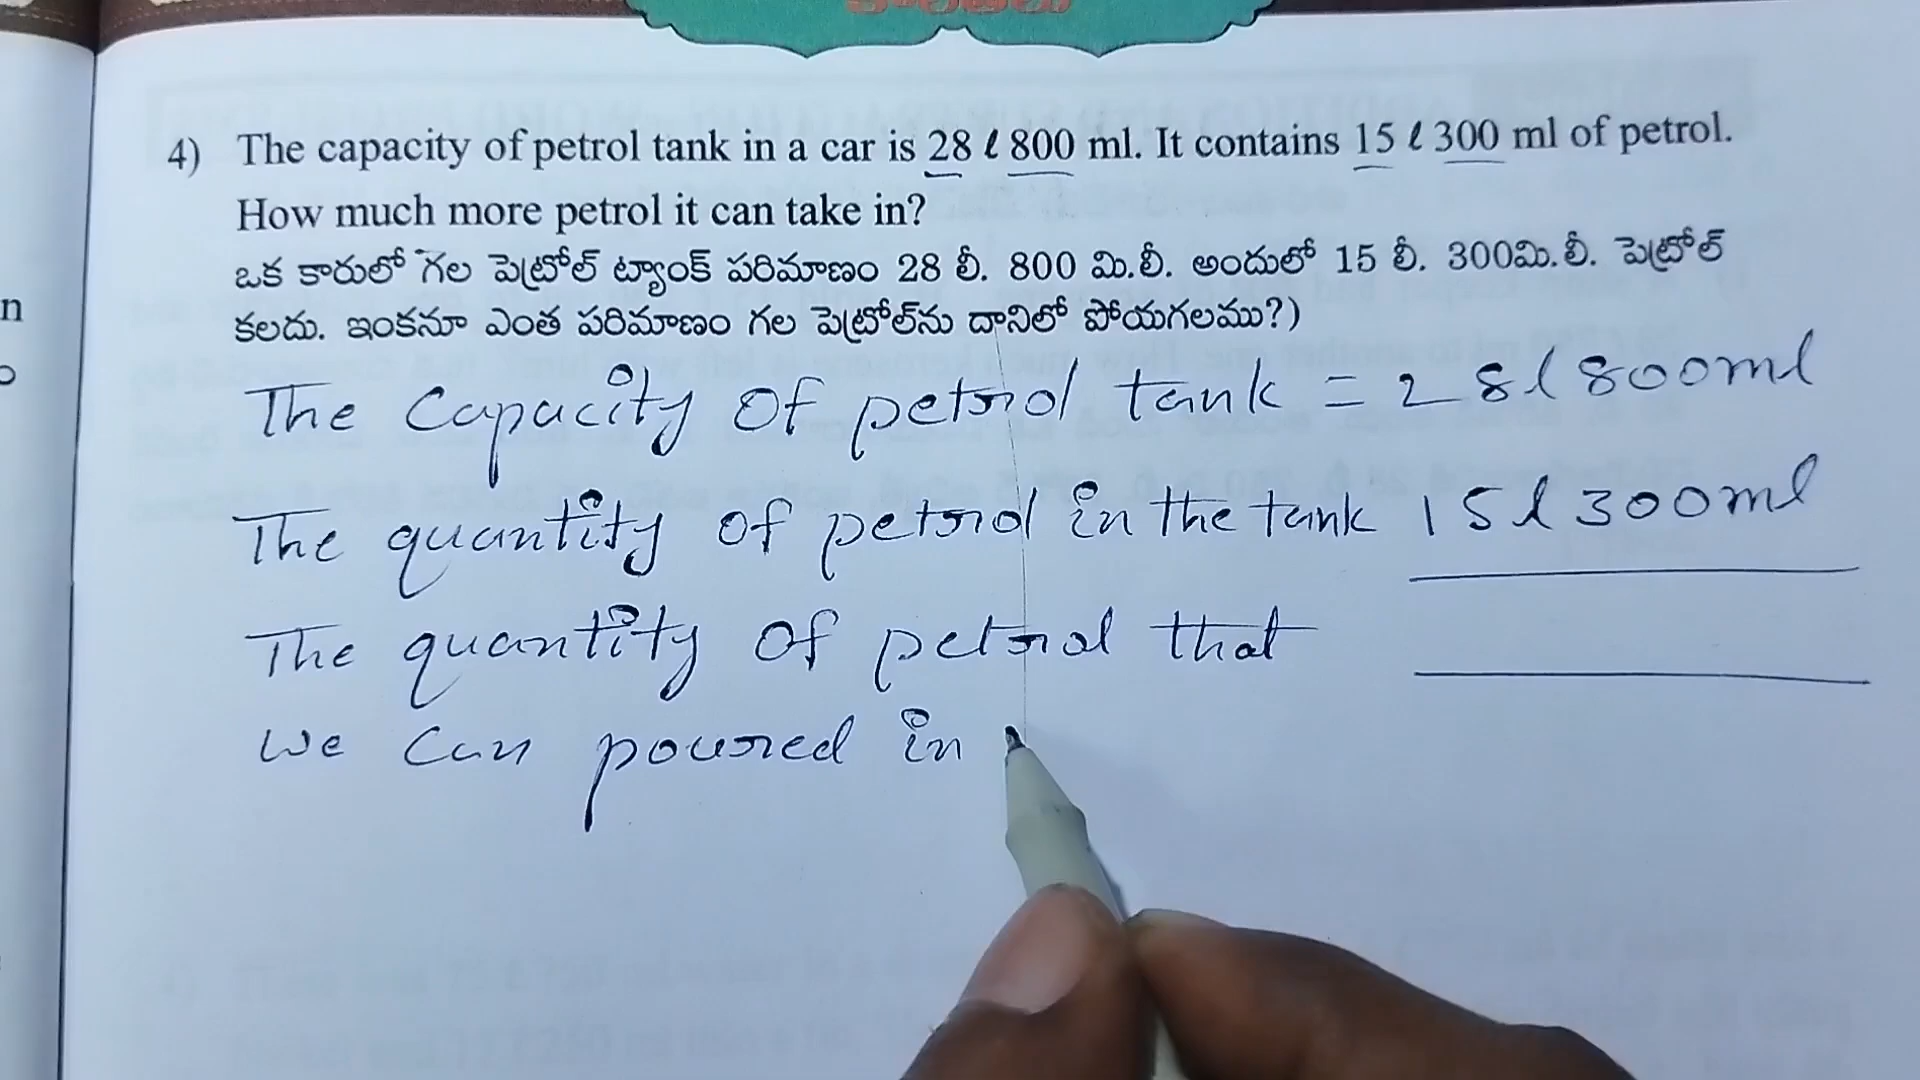 4) The capacity of petrol tank in a car is 28 ℓ 800 ml. It contains 15 ℓ 300 ml of petrol.
How much more petrol it can take in?
ఒక కారులో గల పెట్రోల్ ట్యాంక్ పరిమాణం 28 లీ. 800 మి.లీ. అందులో 15 లీ. 300మి.లీ. పెట్రోల్
కలదు. ఇంకనూ ఎంత పరిమాణం గల పెట్రోల్‌ను దానిలో పోయగలము?)
The Capacity of petrol tank = 28l 800ml
The quantity of petrol in the tank 15l 300ml
The quantity of petrol that
we can poured in